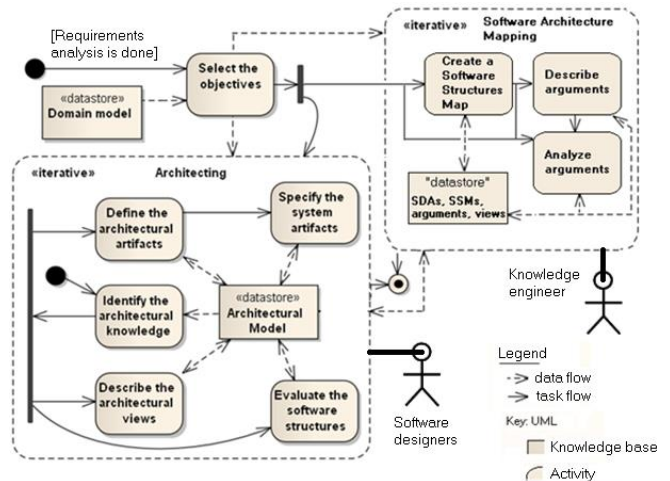 [Requirements
analysis is done]
Select the
objectives
«datastore»
Domain model
«iterative» Software Architecture
Mapping
Create a
Software
Structures
Map
Describe
arguments
Analyze
arguments
"datastore"
SDAs, SSMs,
arguments, views
Knowledge
engineer
«iterative» Architecting
Define the
architectural
artifacts
Specify the
system
artifacts
Identify the
architectural
knowledge
«datastore»
Architectural
Model
Describe the
architectural
views
Evaluate the
software
structures
Software
designers
Legend
data flow
task flow
Key: UML
Knowledge base
Activity